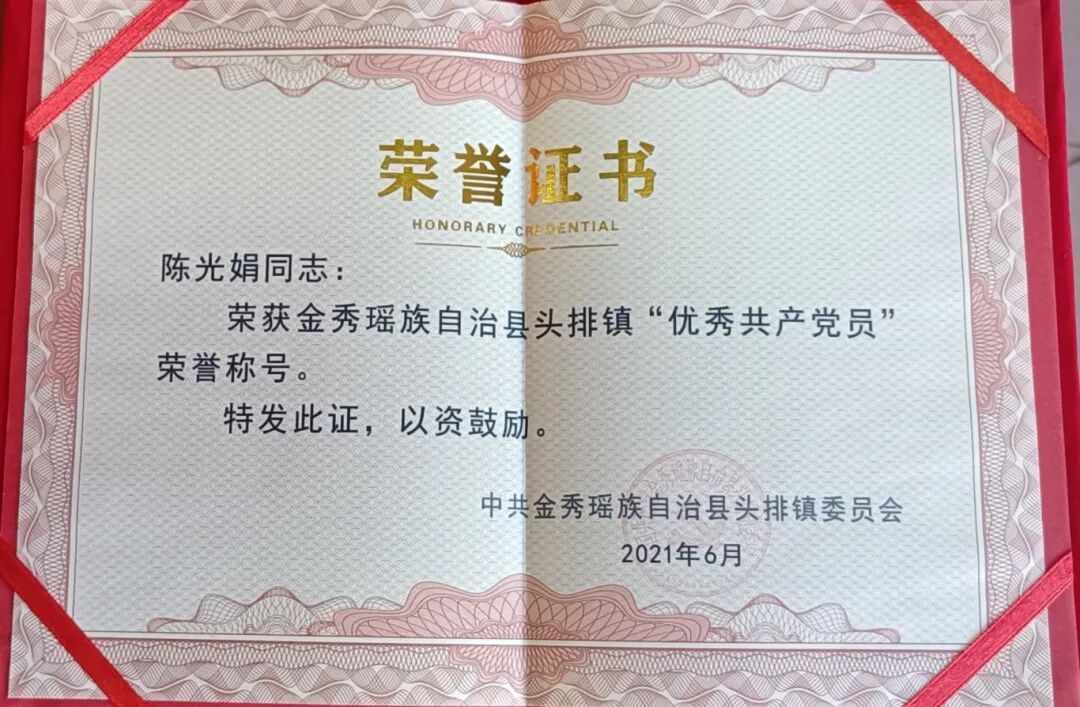 荣誉证书
HONORARY CREDENTIAL
陈光娟同志：
荣获金秀瑶族自治县头排镇“优秀共产党员”
荣誉称号。
特发此证，以资鼓励。
中共金秀瑶族自治县头排镇委员会
2021年6月